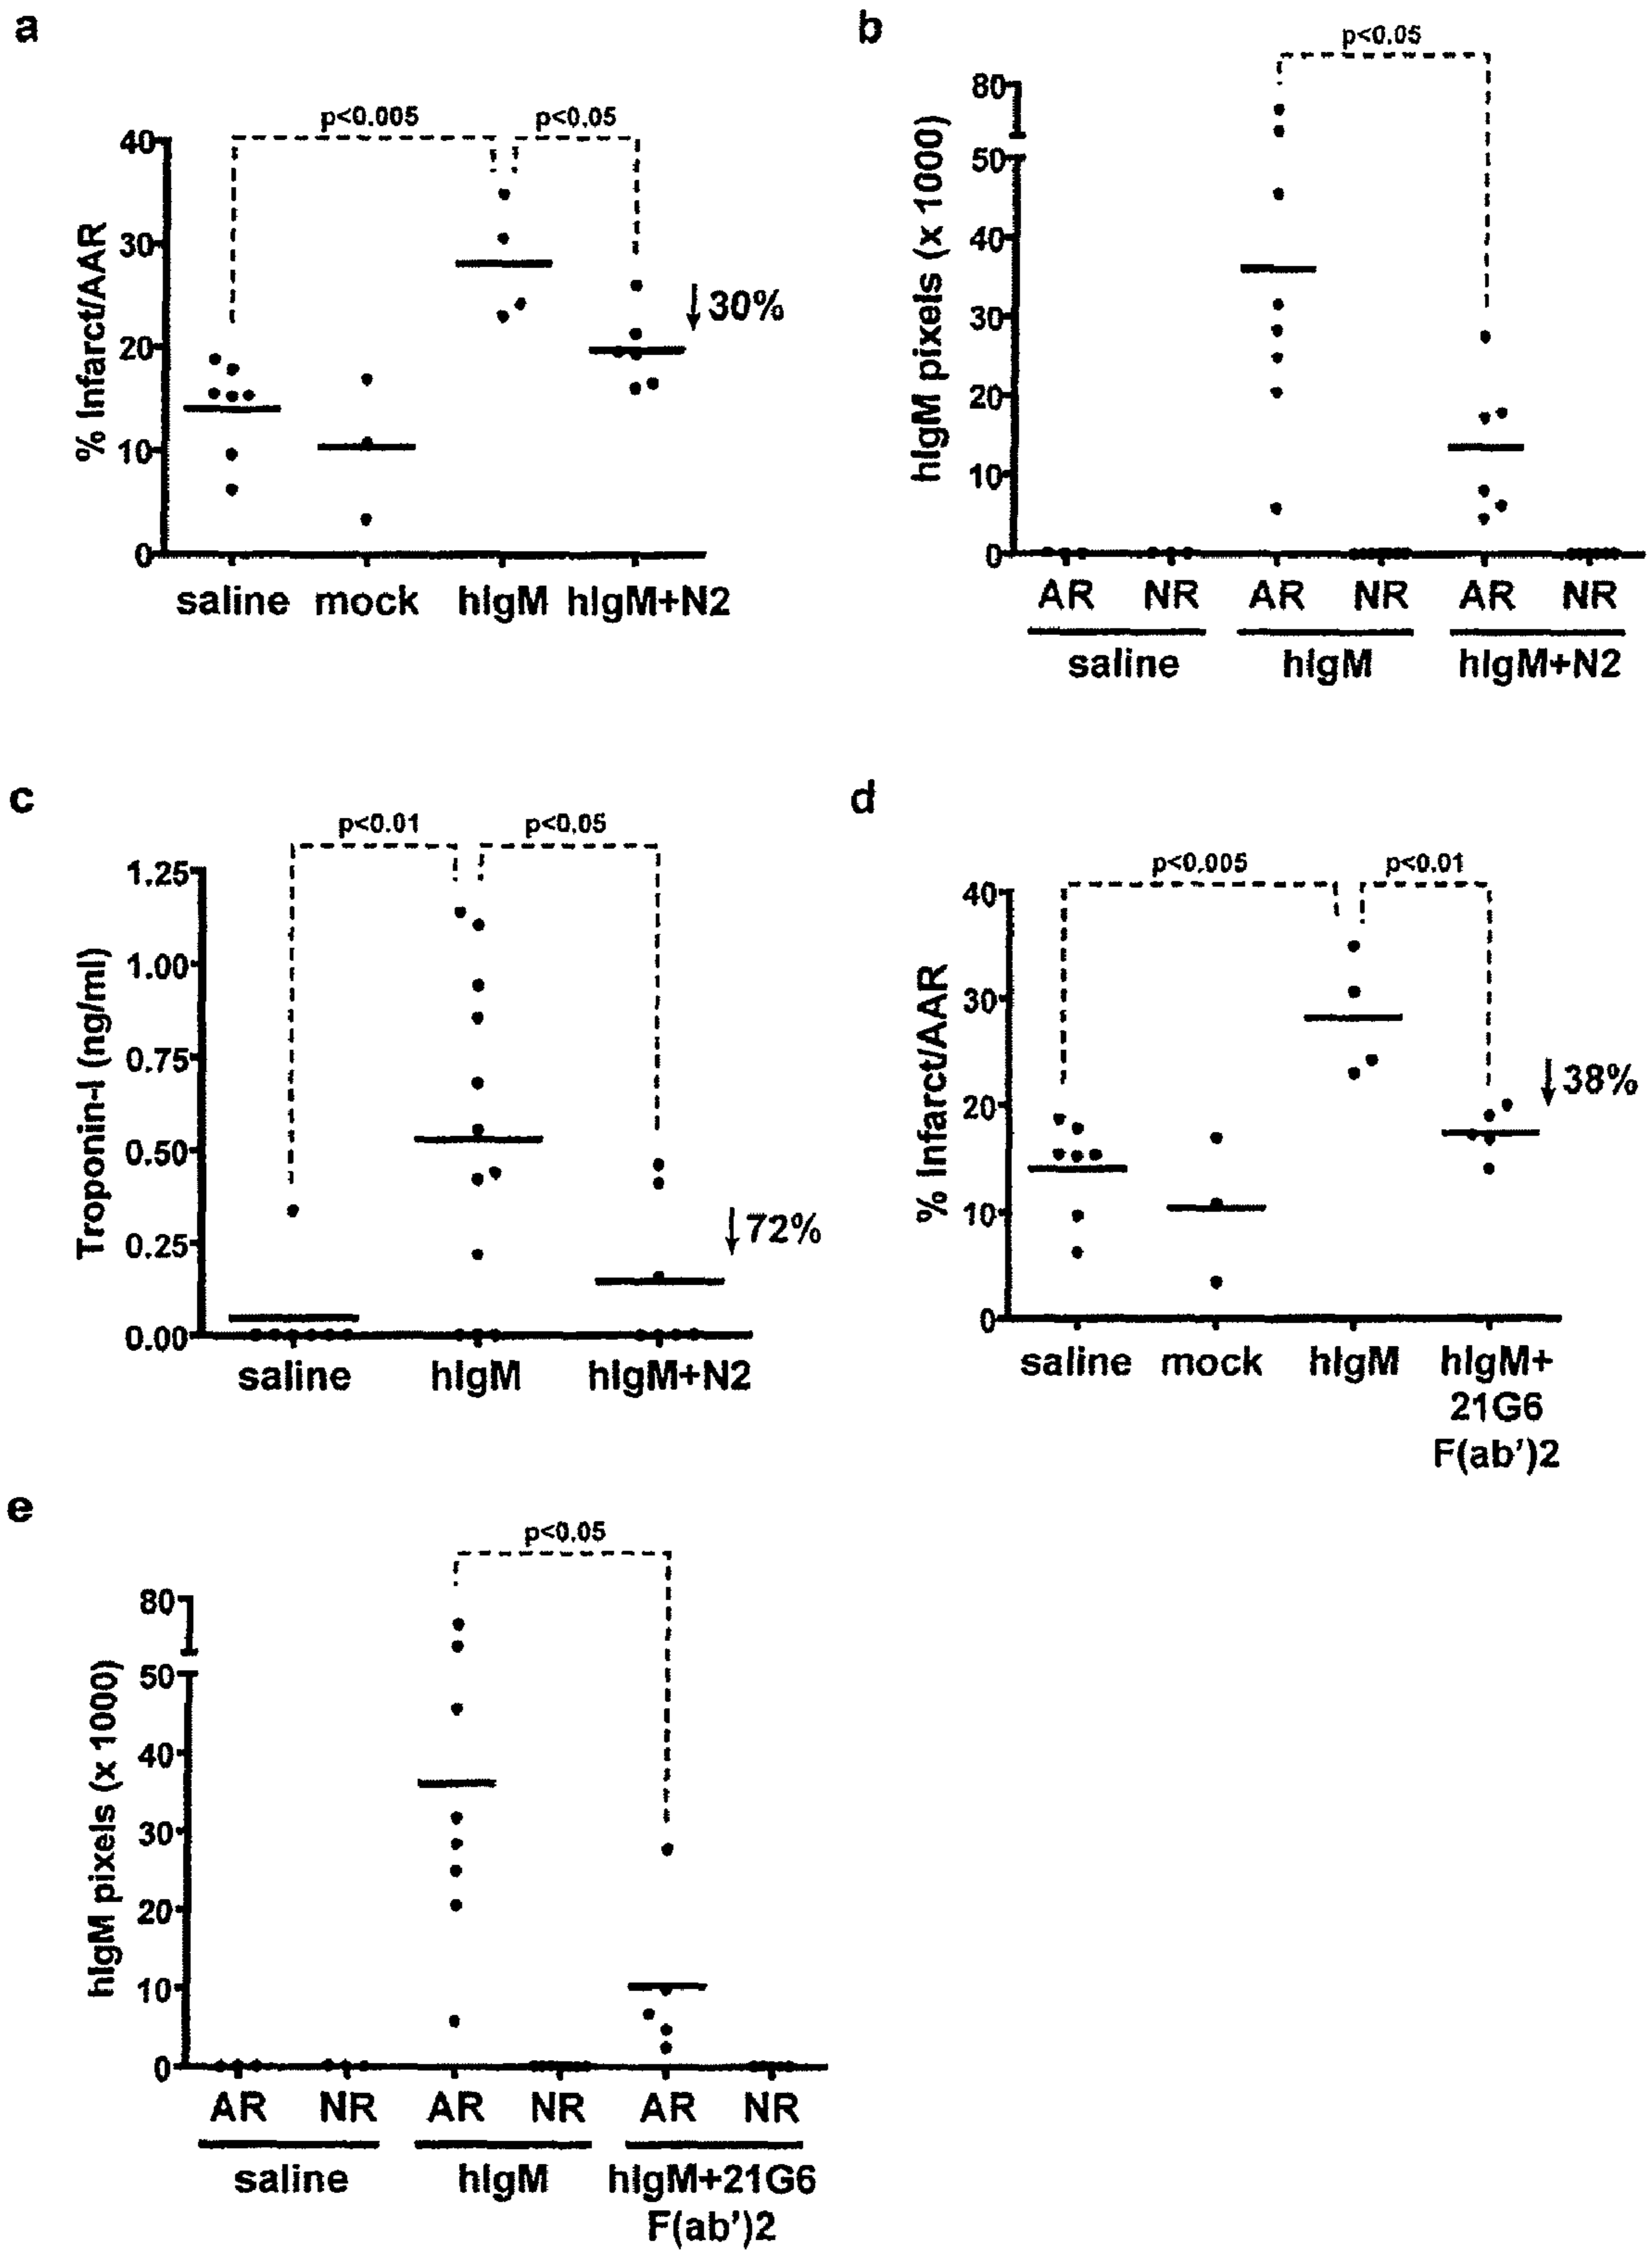 a
p<0.005 p<0.05
% Infarct/AAR
40
30
20
10
0
↓30%
saline mock hIgM hIgM+N2
b
p<0.05
hIgM pixels (x 1000)
80
50
40
30
20
10
0
AR NR AR NR AR NR
saline hIgM hIgM+N2
c
p<0.01 p<0.05
Troponin-I (ng/ml)
1.25
1.00
0.75
0.50
0.25
0.00
↓72%
saline hIgM hIgM+N2
d
p<0.005 p<0.01
% Infarct/AAR
40
30
20
10
0
↓38%
saline mock hIgM hIgM+
21G6
F(ab')2
e
p<0.05
hIgM pixels (x 1000)
80
50
40
30
20
10
0
AR NR AR NR AR NR
saline hIgM hIgM+21G6
F(ab')2